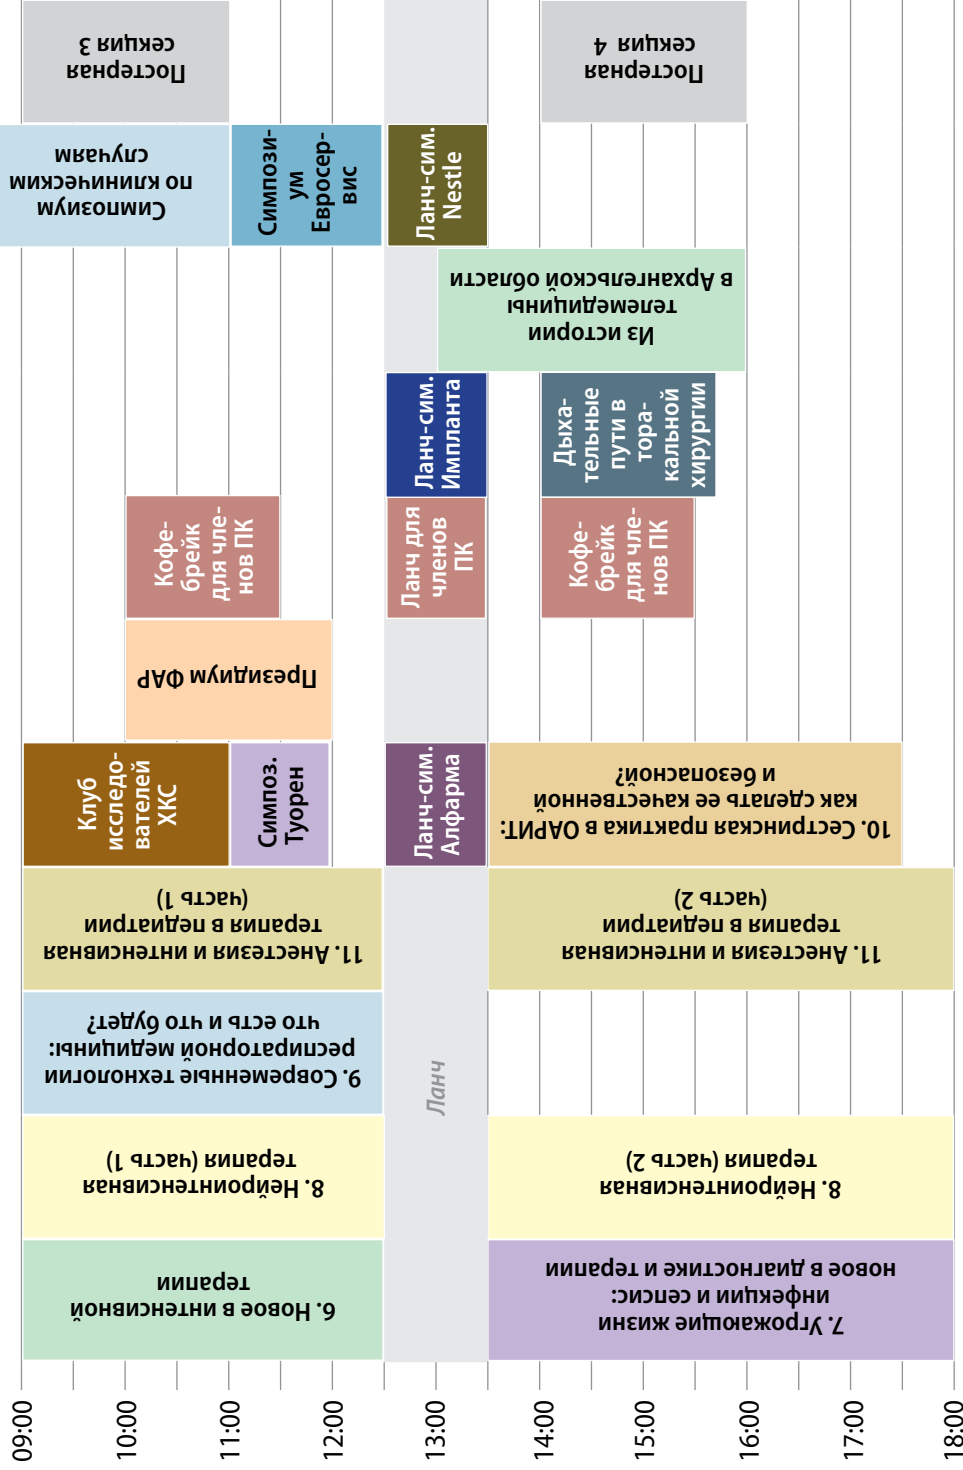 Постерная
секция 3
Постерная
секция 4
Симпозиум
по клиническим
случаям
Симпози-
ум
Евросер-
вис
Ланч-сим.
Nestle
Из истории
телемедицины
в Архангельской области
Ланч-сим.
Импланта
Дыха-
тельные
пути в
тора-
кальной
хирургии
Кофе-
брейк
для чле-
нов ПК
Ланч для
членов
ПК
Кофе-
брейк
для чле-
нов ПК
Президиум ФАР
Клуб
исследо-
вателей
ХКС
Симпоз.
Туорен
Ланч-сим.
Алфарма
10. Сестринская практика в ОАРИТ:
как сделать ее качественной
и безопасной?
11. Анестезия и интенсивная
терапия в педиатрии
(часть 1)
11. Анестезия и интенсивная
терапия в педиатрии
(часть 2)
9. Современные технологии
респираторной медицины:
что есть и что будет?
Ланч
8. Нейроинтенсивная
терапия (часть 1)
8. Нейроинтенсивная
терапия (часть 2)
6. Новое в интенсивной
терапии
7. Угрожающие жизни
инфекции и сепсис:
новое в диагностике и терапии
09:00
10:00
11:00
12:00
13:00
14:00
15:00
16:00
17:00
18:00